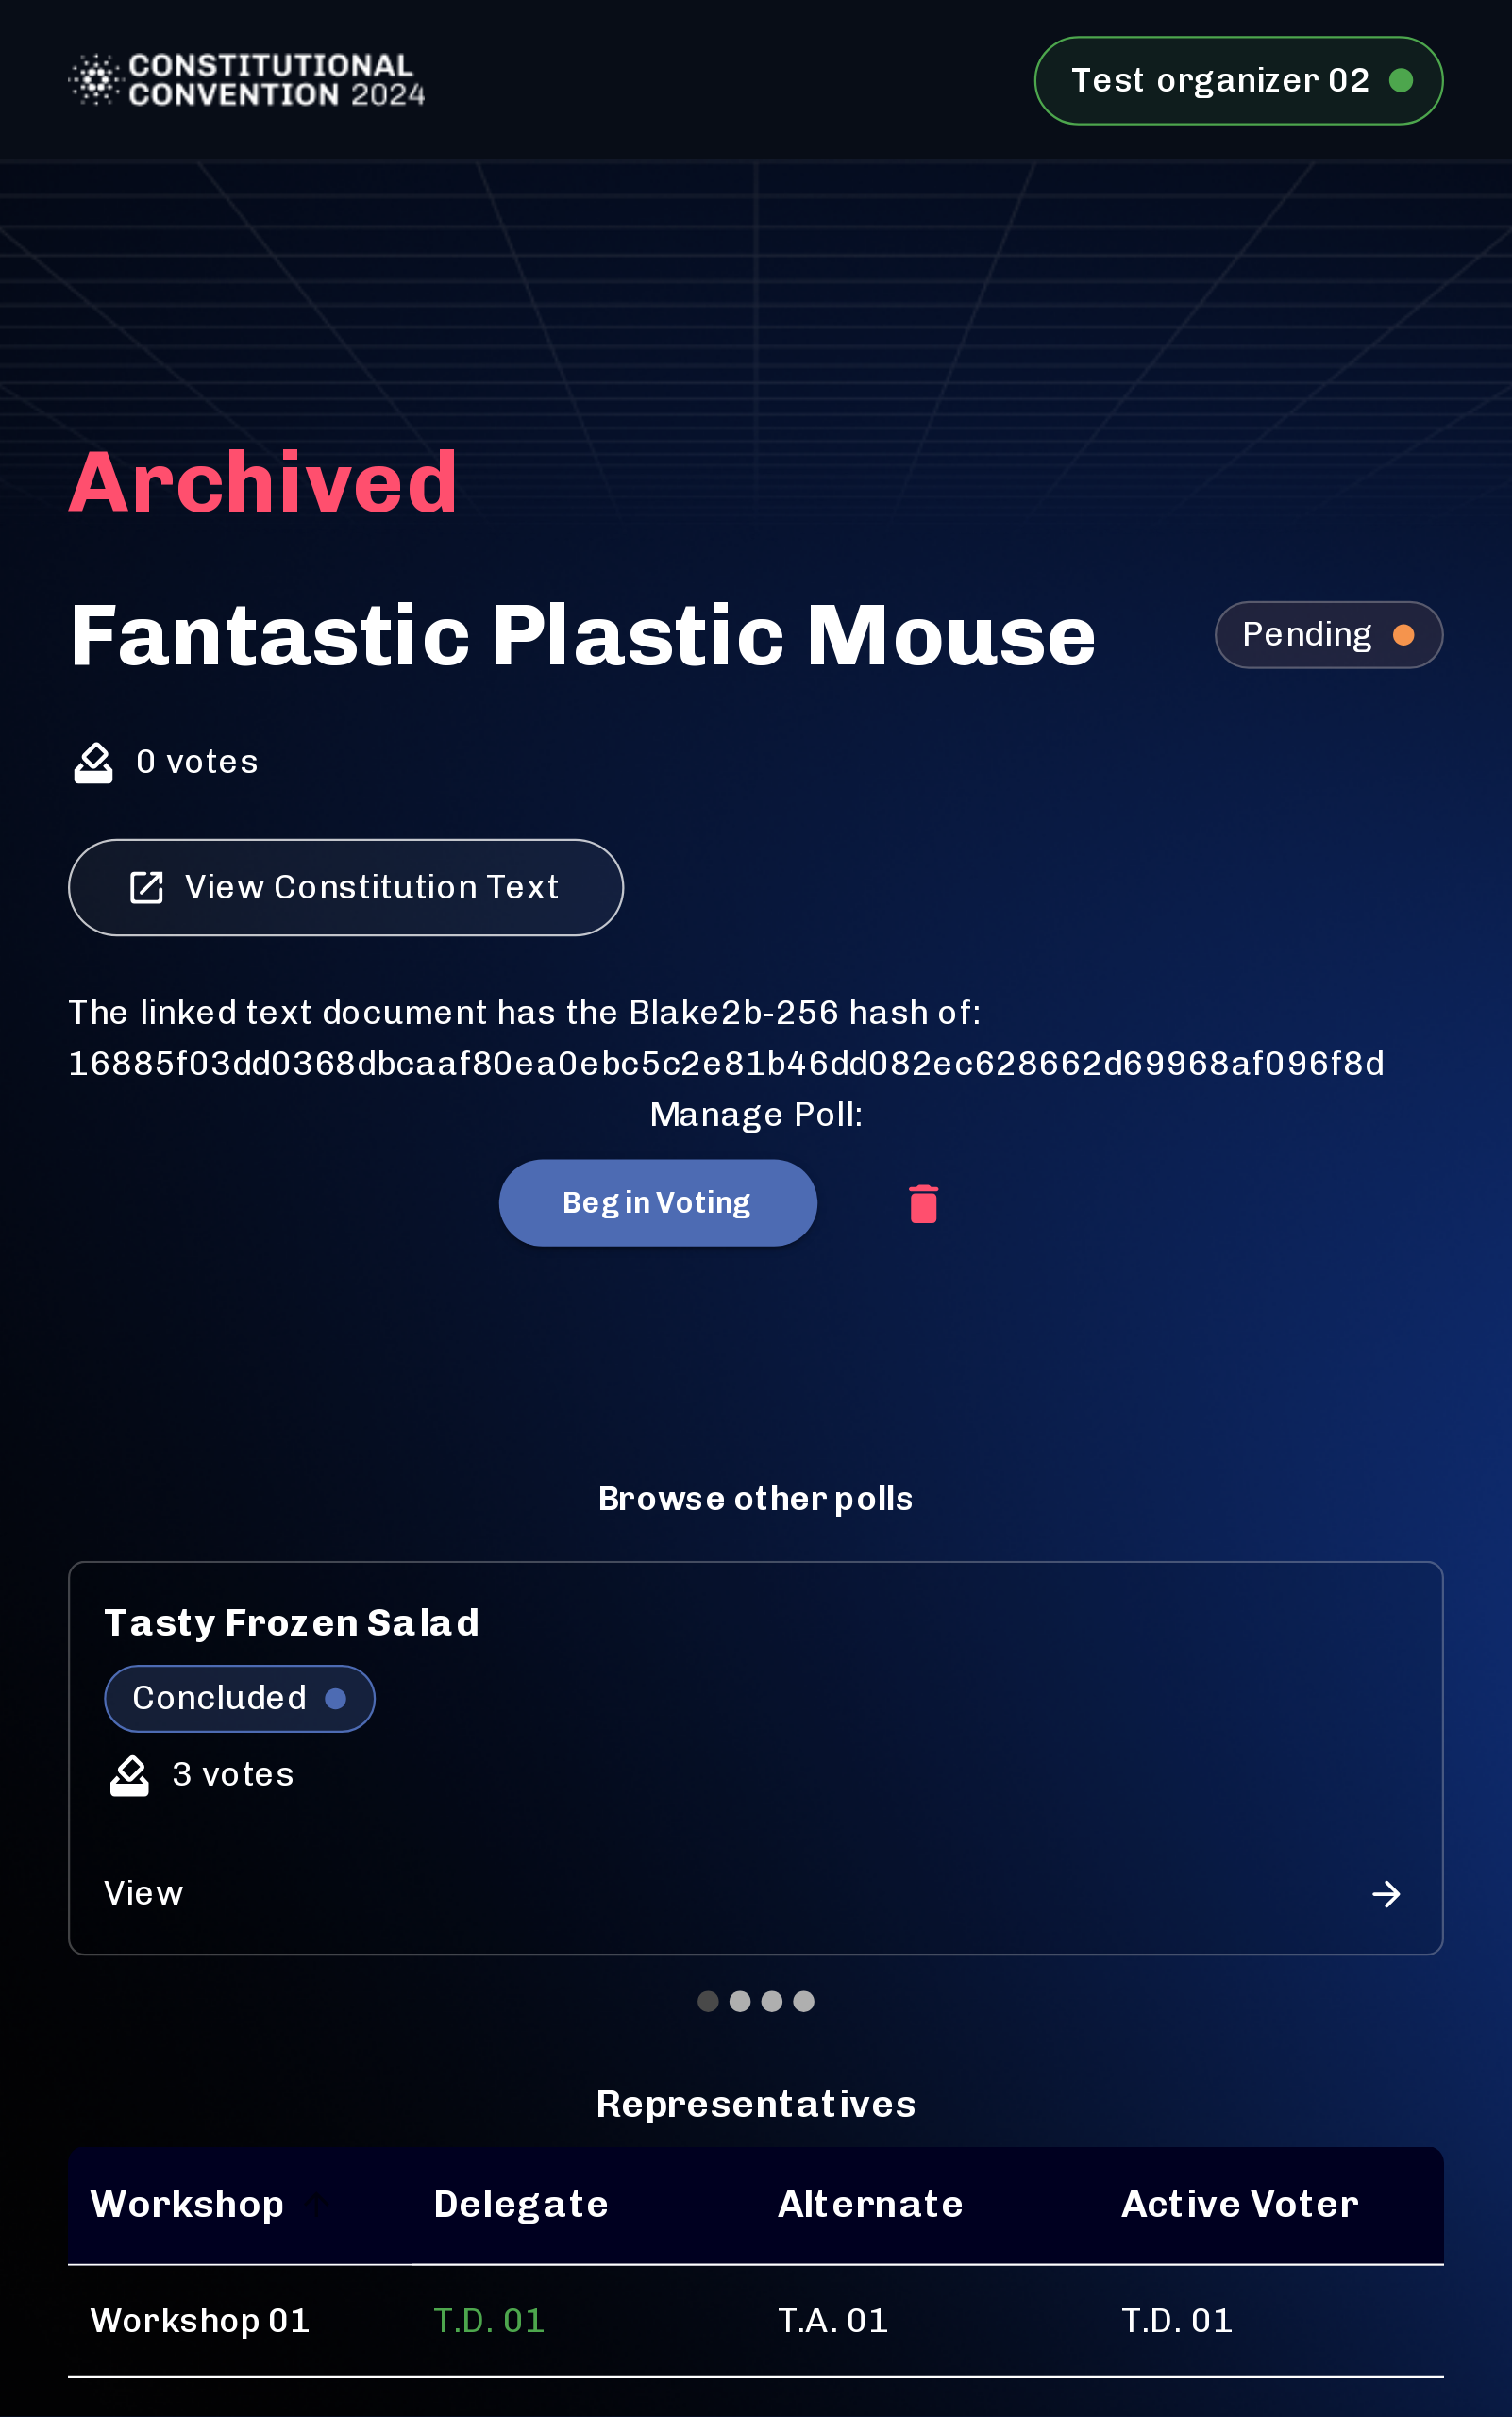 CONSTITUTIONAL
CONVENTION 2024
Test organizer 02
Archived
Fantastic Plastic Mouse
Pending
0 votes
View Constitution Text
The linked text document has the Blake2b-256 hash of:
16885f03dd0368dbcaaf80ea0ebc5c2e81b46dd082ec628662d69968af096f8d
Manage Poll:
Begin Voting
Browse other polls
Tasty Frozen Salad
Concluded
3 votes
View
Representatives
Workshop Delegate Alternate Active Voter
Workshop 01 T.D. 01 T.A. 01 T.D. 01